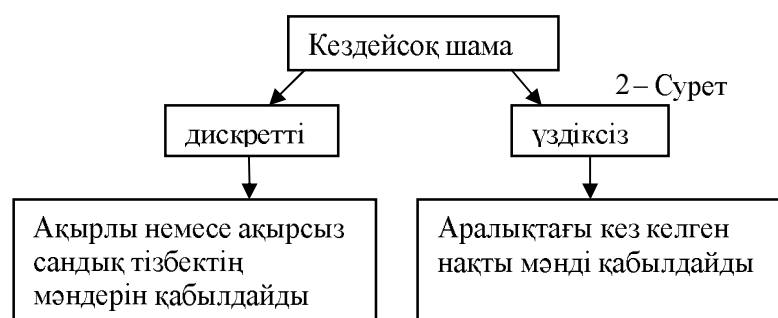 Кездейсоқ шама
2 – Сурет
дискретті
үздіксіз
Ақырлы немесе ақырсыз
сандық тізбектің
мәндерін қабылдайды
Аралықтағы кез келген
нақты мәнді қабылдайды